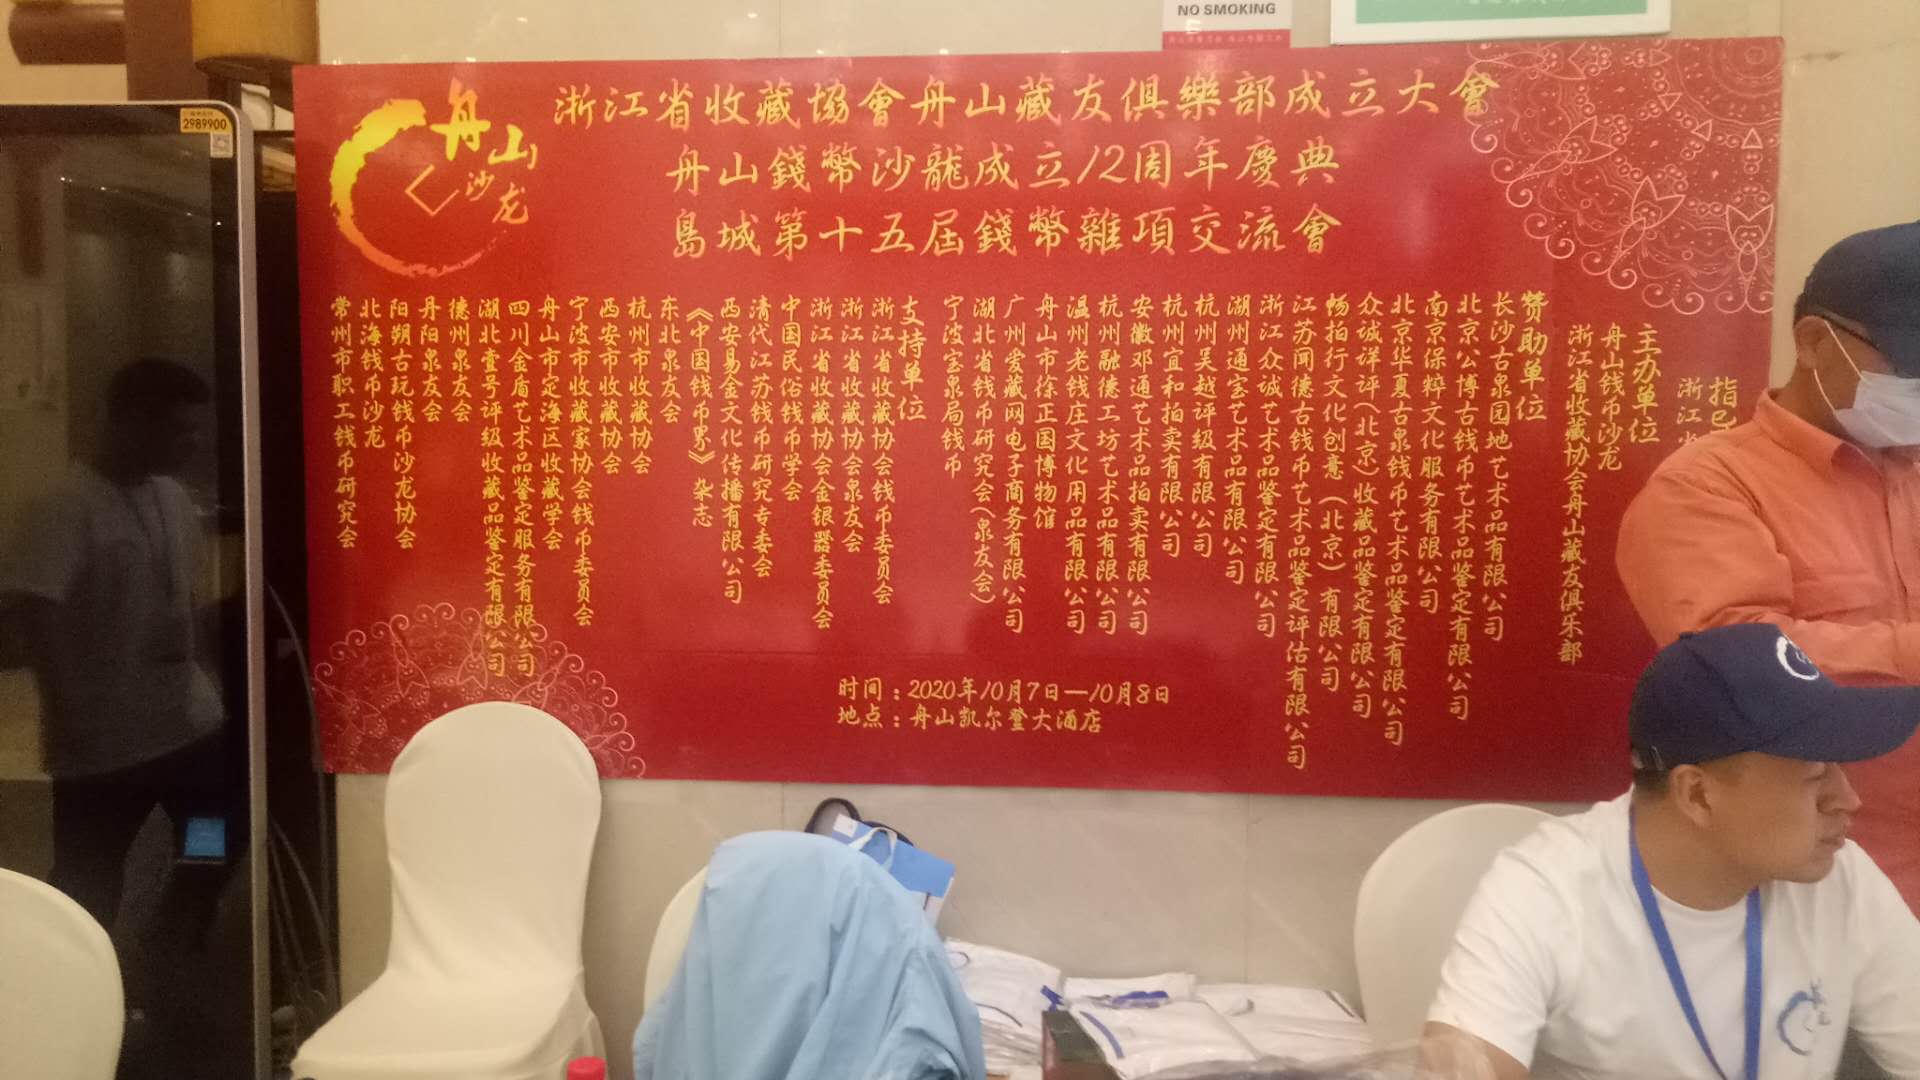 NO SMOKING
2989900
舟山
沙龙
浙江省收藏協會舟山藏友俱樂部成立大會
舟山錢幣沙龍成立12周年慶典
島城第十五屆錢幣雜項交流會
指
浙江省
主办单位
舟山钱币沙龙
浙江省收藏协会舟山藏友俱乐部
赞助单位
长沙古泉园地艺术品有限公司
北京公博古钱币艺术品鉴定有限公司
南京保粹文化服务有限公司
北京华夏古泉钱币艺术品鉴定有限公司
众诚详评(北京)收藏品鉴定有限公司
畅拍行文化创意(北京)有限公司
江苏闻德古钱币艺术品鉴定评估有限公司
浙江众诚艺术品鉴定有限公司
湖州通宝艺术品有限公司
杭州吴越评级有限公司
杭州宜和拍卖有限公司
安徽邓通艺术品拍卖有限公司
杭州融德工坊艺术品有限公司
温州老钱庄文化用品有限公司
舟山市徐正国博物馆
广州爱藏网电子商务有限公司
湖北省钱币研究会(泉友会)
宁波宝泉局钱币
支持单位
浙江省收藏协会钱币委员会
浙江省收藏协会泉友会
浙江省收藏协会金银器委员会
中国民俗钱币学会
清代江苏钱币研究专委会
西安易金文化传播有限公司
《中国钱币界》杂志
东北泉友会
杭州市收藏协会
西安市收藏协会
宁波市收藏家协会钱币委员会
舟山市定海区收藏学会
四川金盾艺术品鉴定服务有限公司
湖北壹号评级收藏品鉴定有限公司
德州泉友会
丹阳泉友会
阳朔古玩钱币沙龙协会
北海钱币沙龙
常州市职工钱币研究会
时间：2020年10月7日—10月8日
地点：舟山凯尔登大酒店